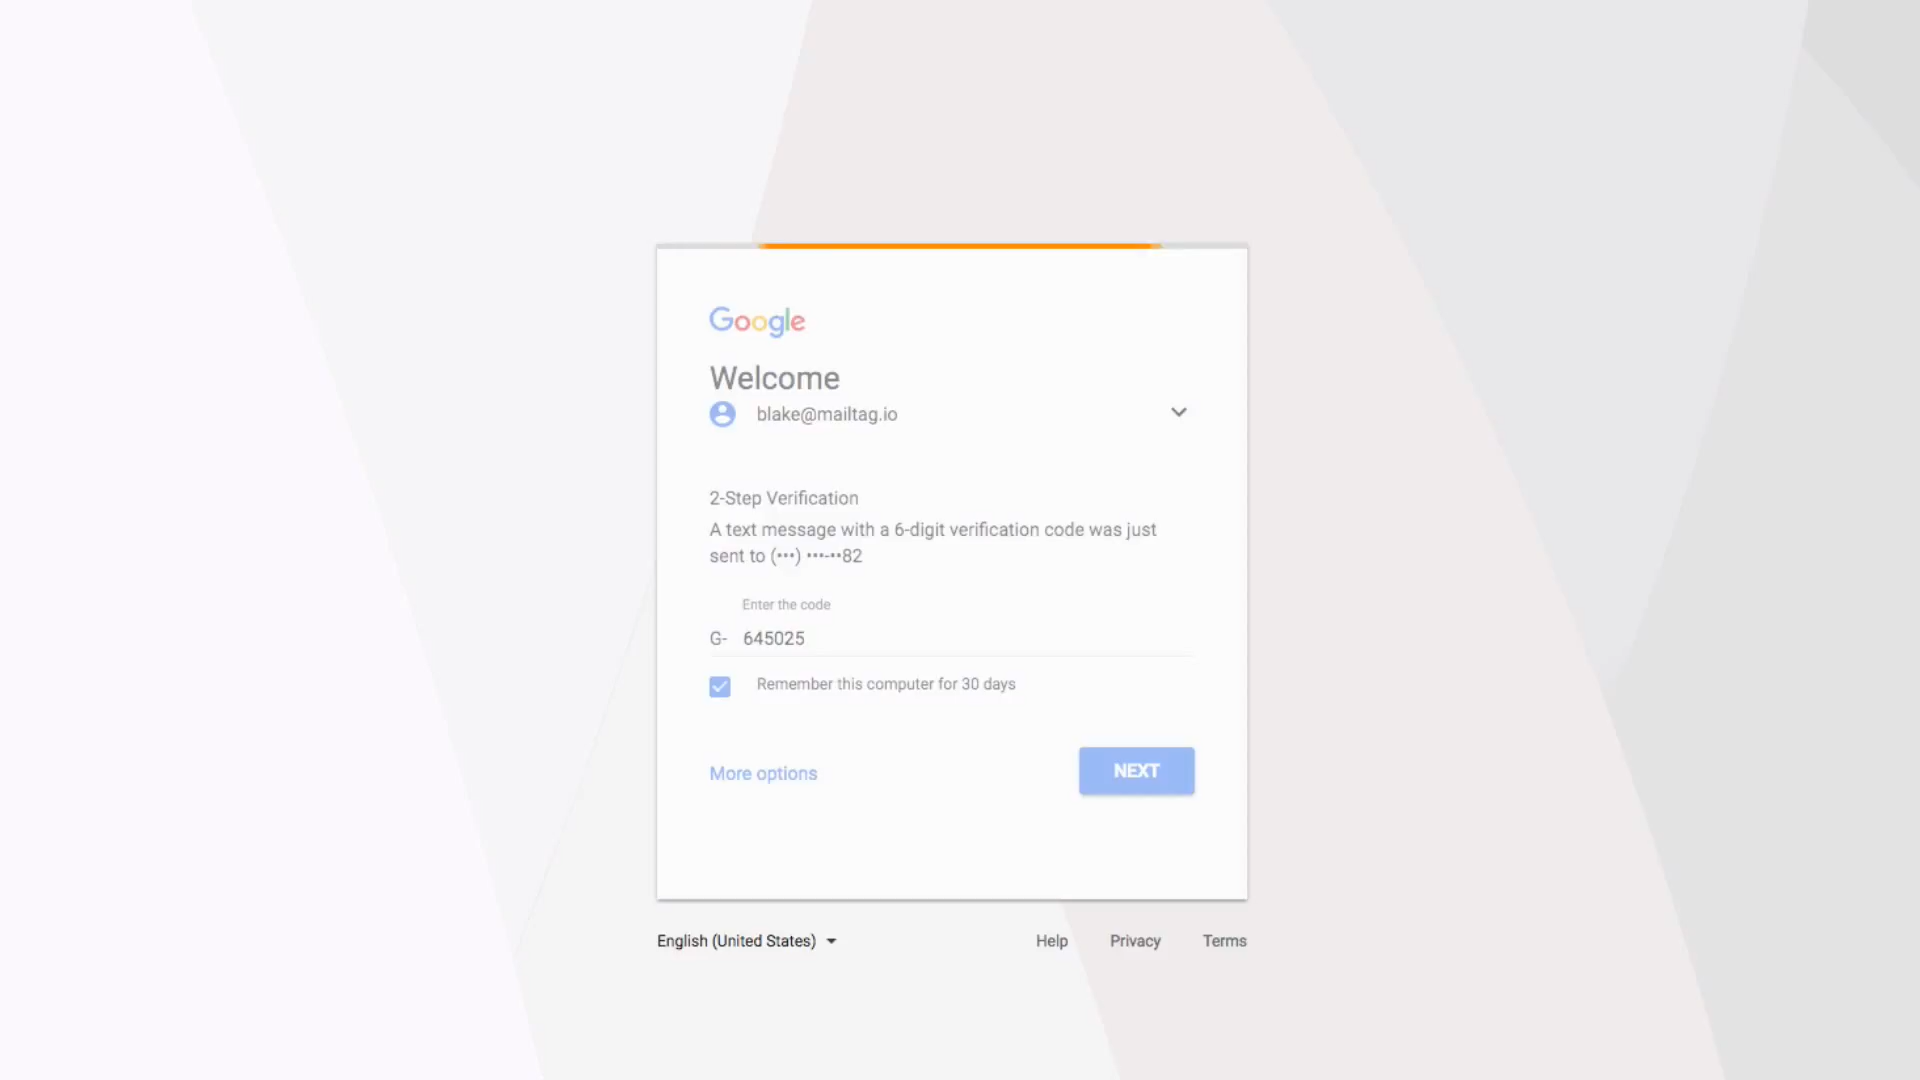 Google
Welcome
blake@mailtag.io
2-Step Verification
A text message with a 6-digit verification code was just
sent to (•••) •••-••82
Enter the code
G- 645025
Remember this computer for 30 days
More options
NEXT
English (United States)
Help Privacy Terms